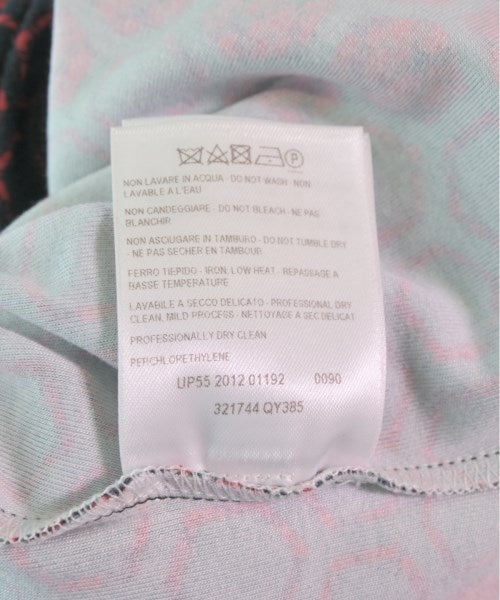 P
NON LAVARE IN ACQUA - DO NOT WASH - NON
LAVABLE A L'EAU
NON CANDEGGIARE - DO NOT BLEACH - NE PAS
BLANCHIR
NON ASCIUGARE IN TAMBURO - DO NOT TUMBLE DRY
- NE PAS SECHER EN TAMBOUR
FERRO TIEPIDO - IRON, LOW HEAT - REPASSAGE A
BASSE TEMPERATURE
LAVABILE A SECCO DELICATO - PROFESSIONAL DRY
CLEAN, MILD PROCESS - NETTOYAGE A SEC DELICAT
PROFESSIONALLY DRY CLEAN
PERCHLORETHYLENE
UP55 2012 01192 0090
321744 QY385